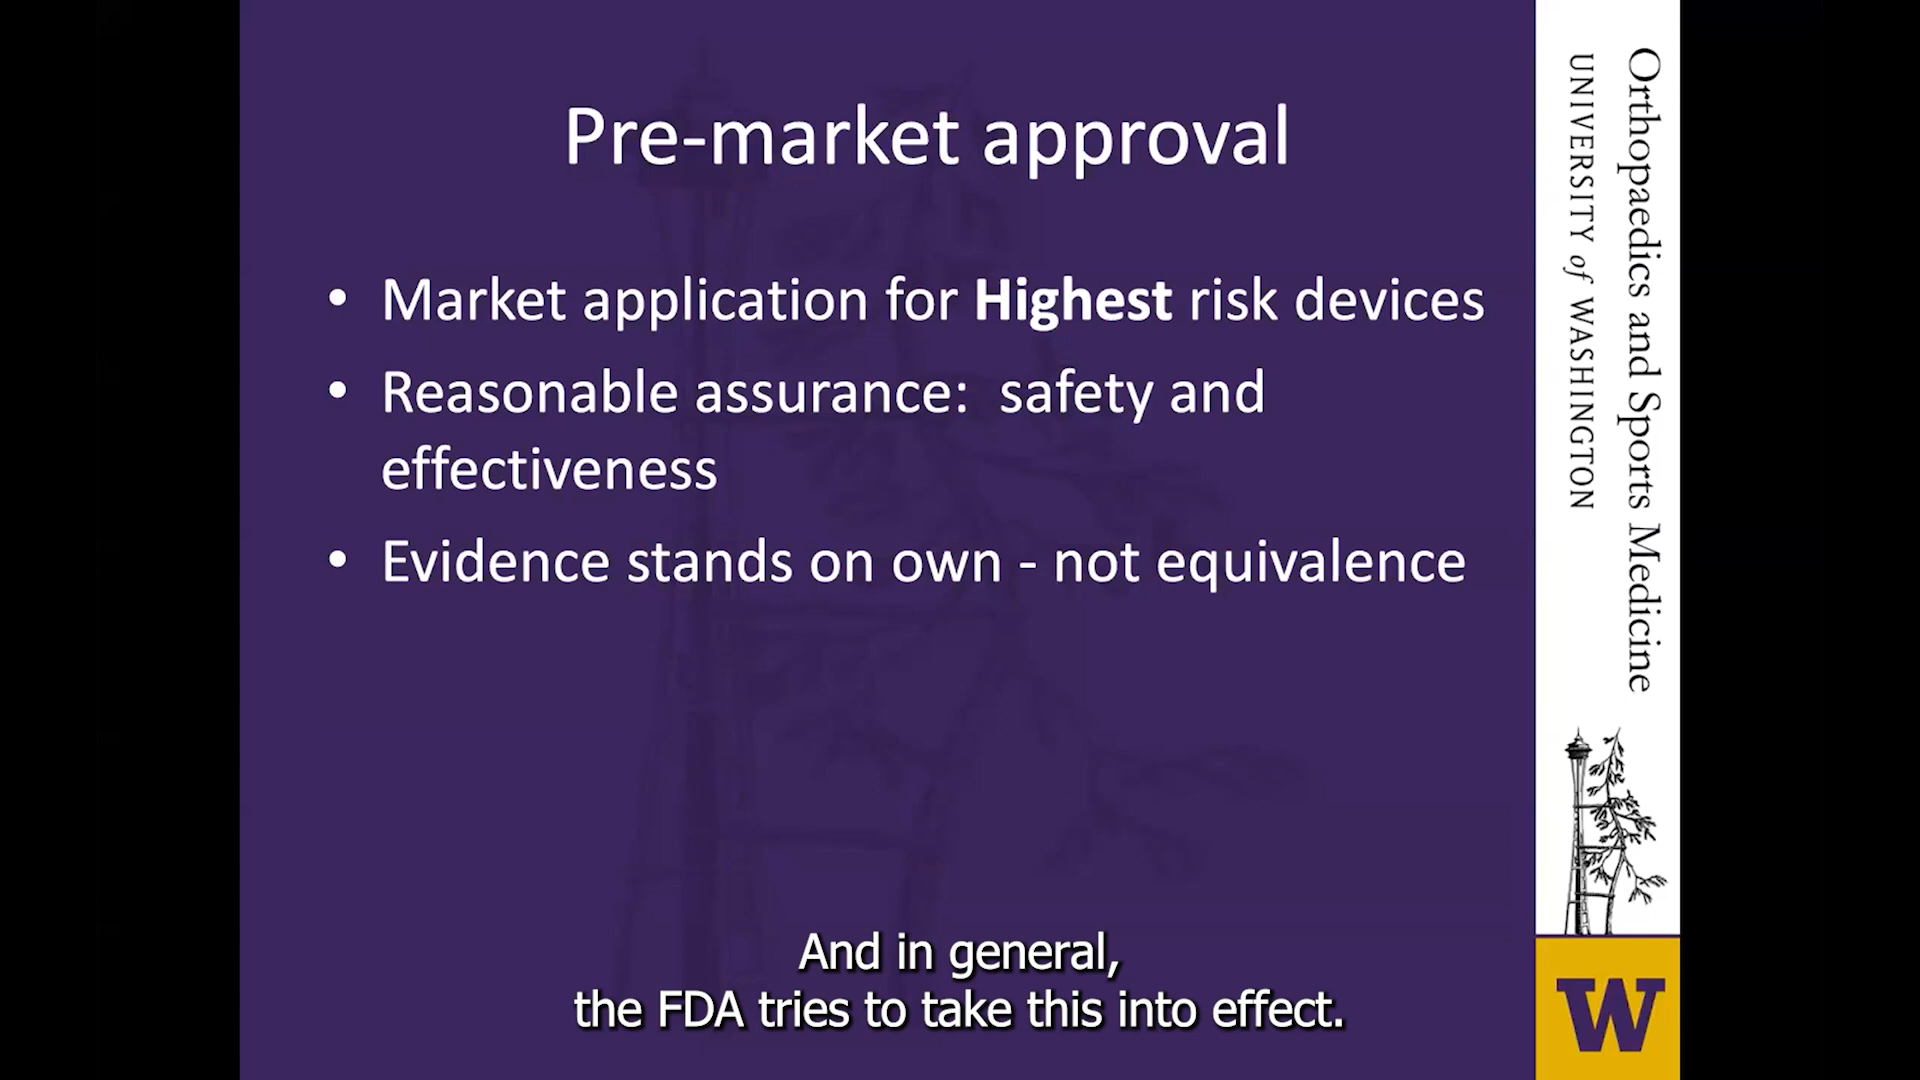 Pre-market approval
• Market application for Highest risk devices
• Reasonable assurance:  safety and
effectiveness
• Evidence stands on own - not equivalence
And in general,
the FDA tries to take this into effect.
Orthopaedics and Sports Medicine
UNIVERSITY of WASHINGTON
W